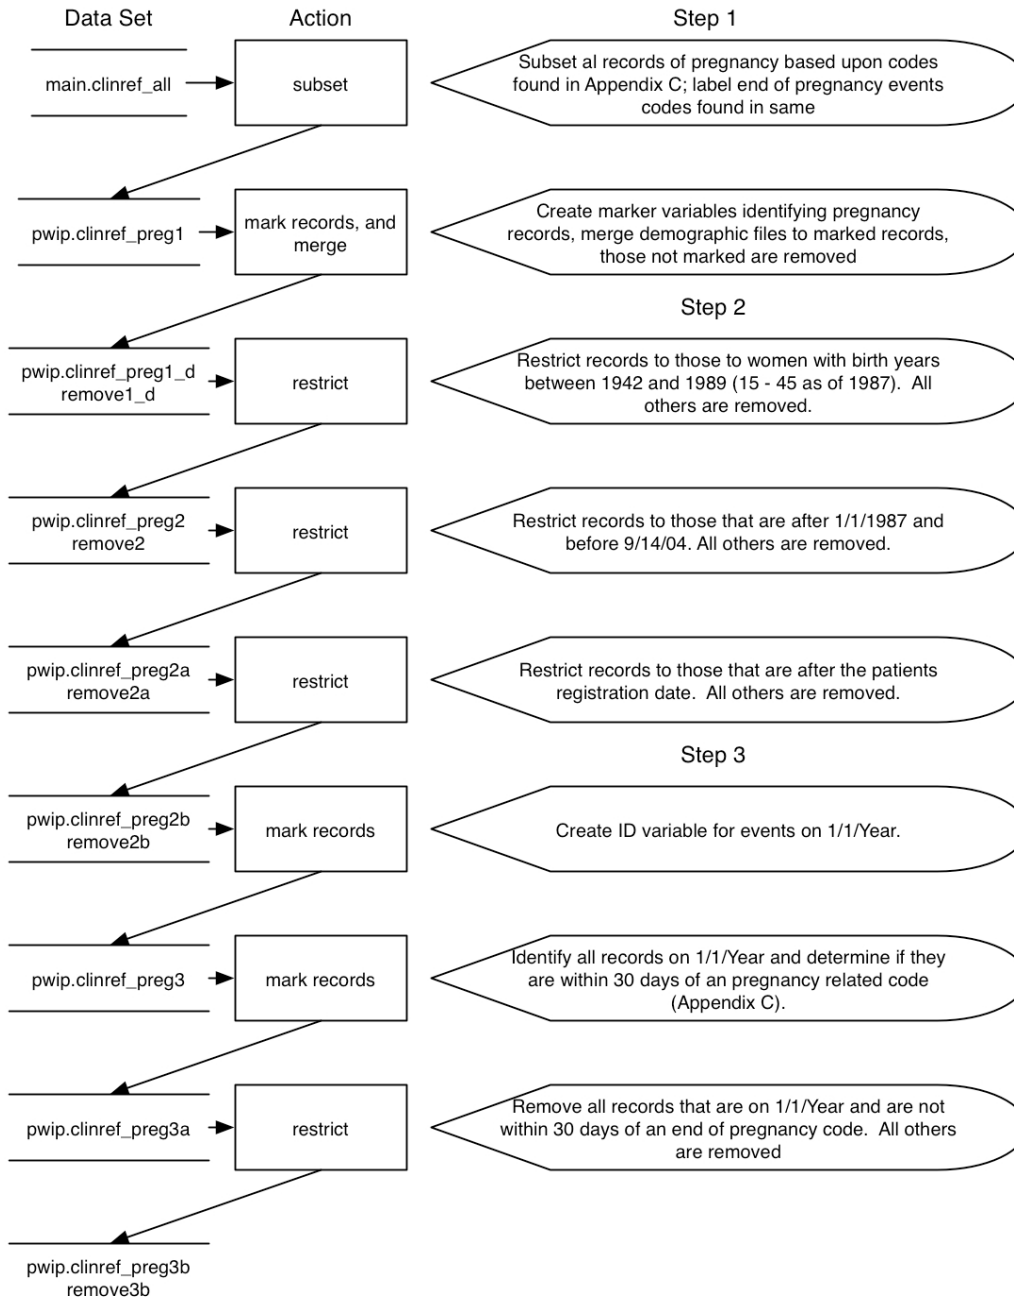 Data Set
Action
Step 1
main.clinref_all
subset
Subset al records of pregnancy based upon codes
found in Appendix C; label end of pregnancy events
codes found in same
pwip.clinref_preg1
mark records, and
merge
Create marker variables identifying pregnancy
records, merge demographic files to marked records,
those not marked are removed
Step 2
pwip.clinref_preg1_d
remove1_d
restrict
Restrict records to those to women with birth years
between 1942 and 1989 (15 - 45 as of 1987).  All
others are removed.
pwip.clinref_preg2
remove2
restrict
Restrict records to those that are after 1/1/1987 and
before 9/14/04. All others are removed.
pwip.clinref_preg2a
remove2a
restrict
Restrict records to those that are after the patients
registration date.  All others are removed.
Step 3
pwip.clinref_preg2b
remove2b
mark records
Create ID variable for events on 1/1/Year.
pwip.clinref_preg3
mark records
Identify all records on 1/1/Year and determine if they
are within 30 days of an pregnancy related code
(Appendix C).
pwip.clinref_preg3a
restrict
Remove all records that are on 1/1/Year and are not
within 30 days of an end of pregnancy code.  All others
are removed
pwip.clinref_preg3b
remove3b